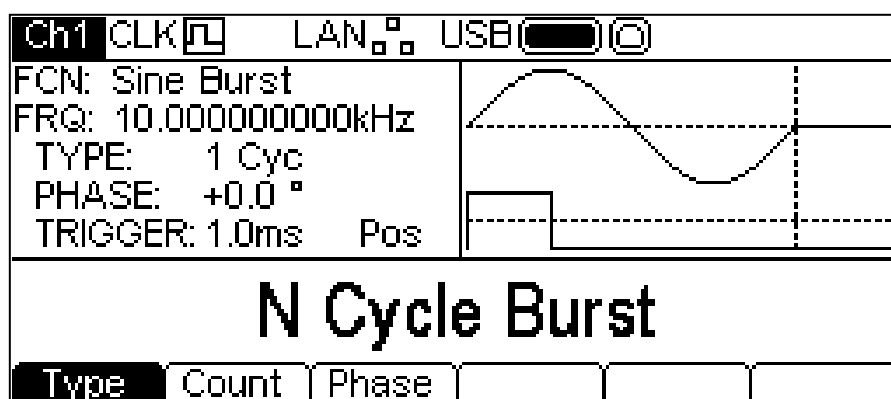 Ch1 CLK LAN USB
FCN: Sine Burst
FRQ: 10.000000000kHz
TYPE: 1 Cyc
PHASE: +0.0 °
TRIGGER: 1.0ms Pos
N Cycle Burst
Type Count Phase